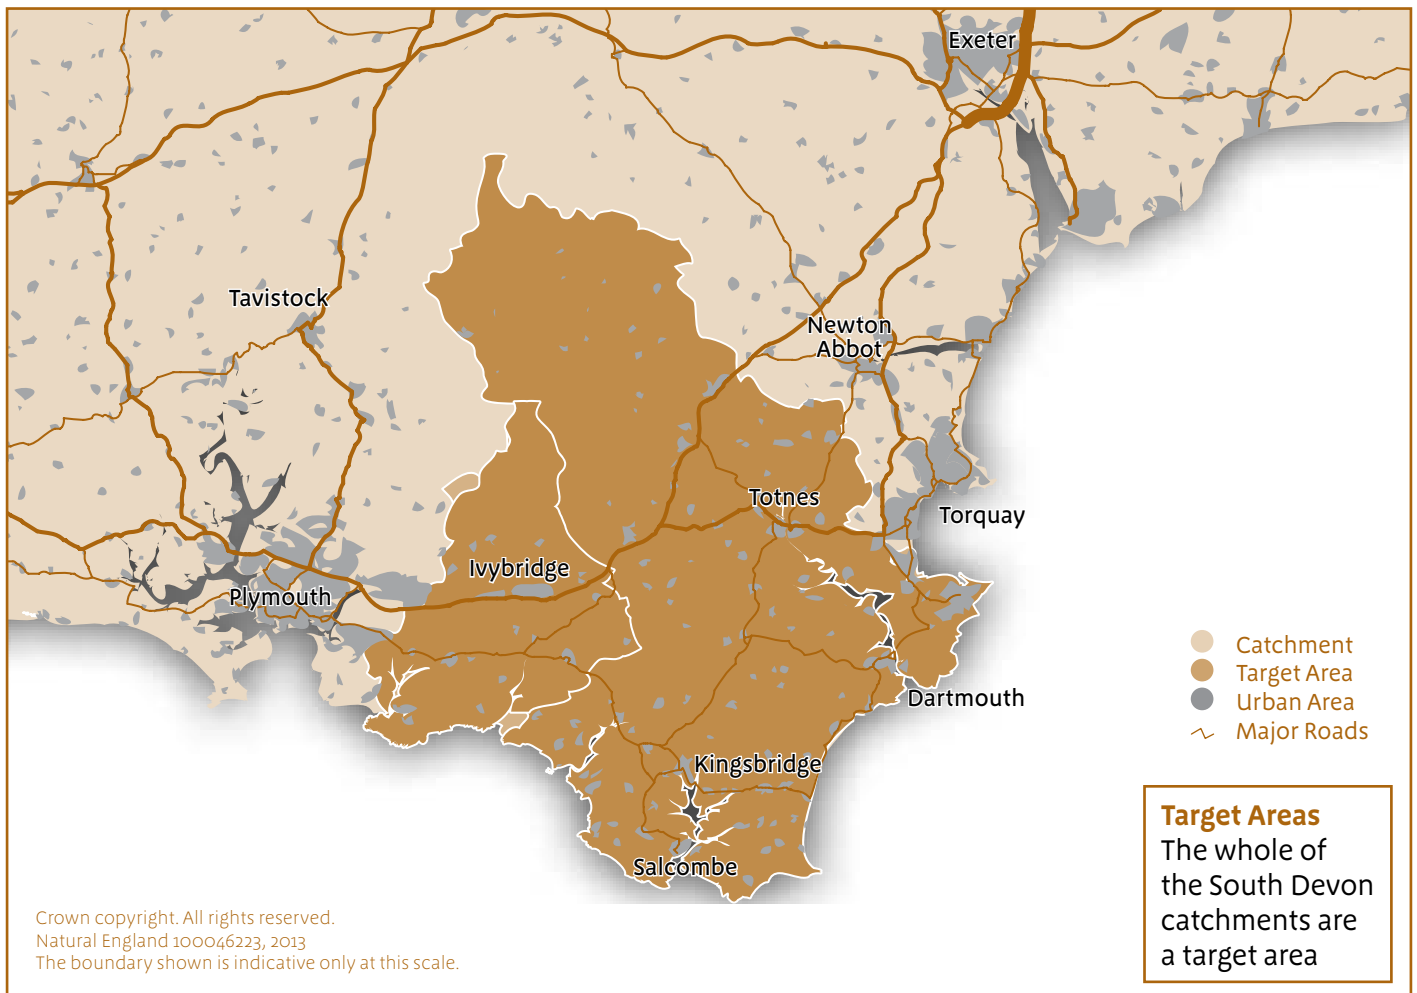 Exeter
Tavistock
Newton
Abbot
Totnes
Torquay
Ivybridge
Plymouth
Dartmouth
Kingsbridge
Salcombe
Catchment
Target Area
Urban Area
Major Roads
Target Areas
The whole of
the South Devon
catchments are
a target area
Crown copyright. All rights reserved.
Natural England 100046223, 2013
The boundary shown is indicative only at this scale.